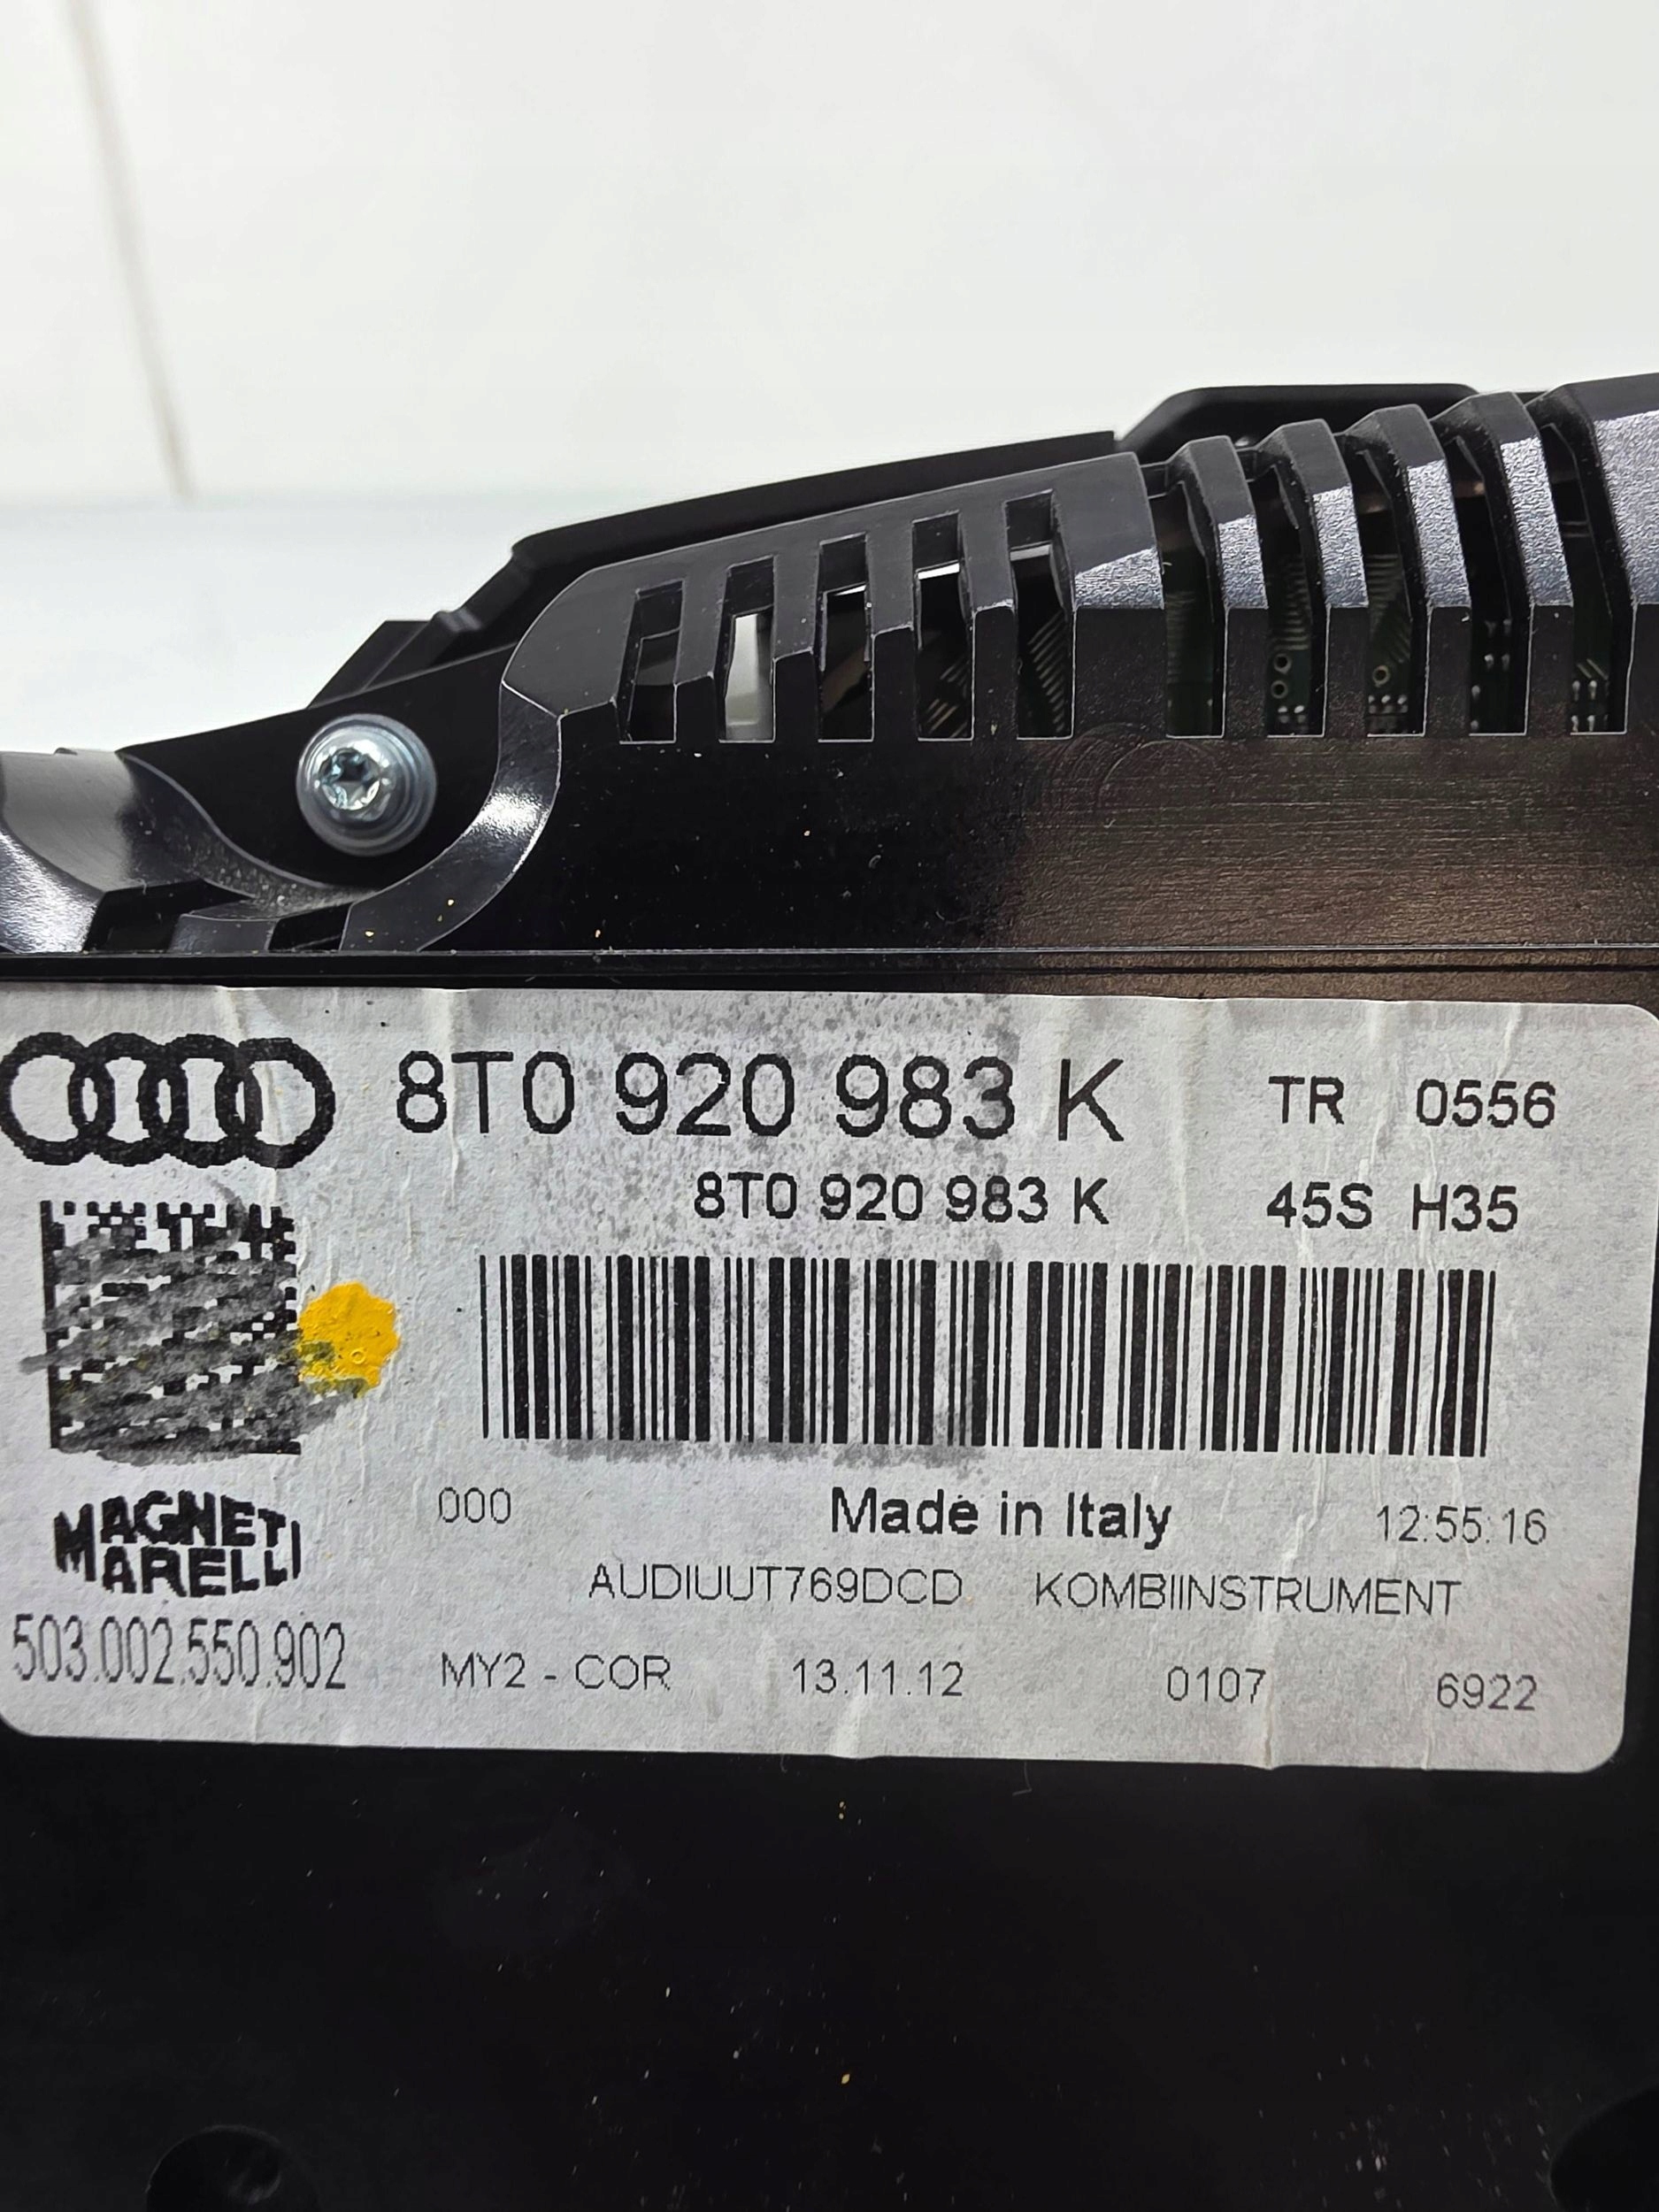 8T0 920 983 K TR 0556
8T0 920 983 K 45S H35
000 Made in Italy 12:55:16
MAGNETI
MARELLI
AUDIUUT769DCD KOMBIINSTRUMENT
503.002.550.902 MY2 - COR 13.11.12 0107 6922